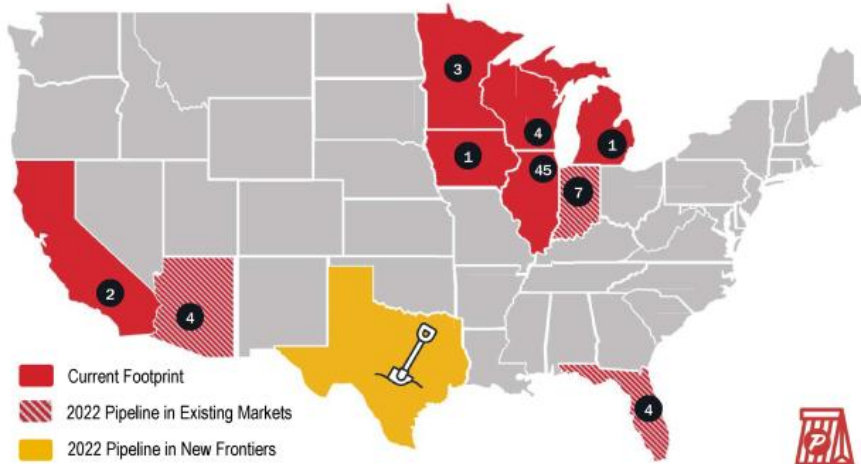 3
4
1
1
45
7
2
4
4
Current Footprint
2022 Pipeline in Existing Markets
2022 Pipeline in New Frontiers
P